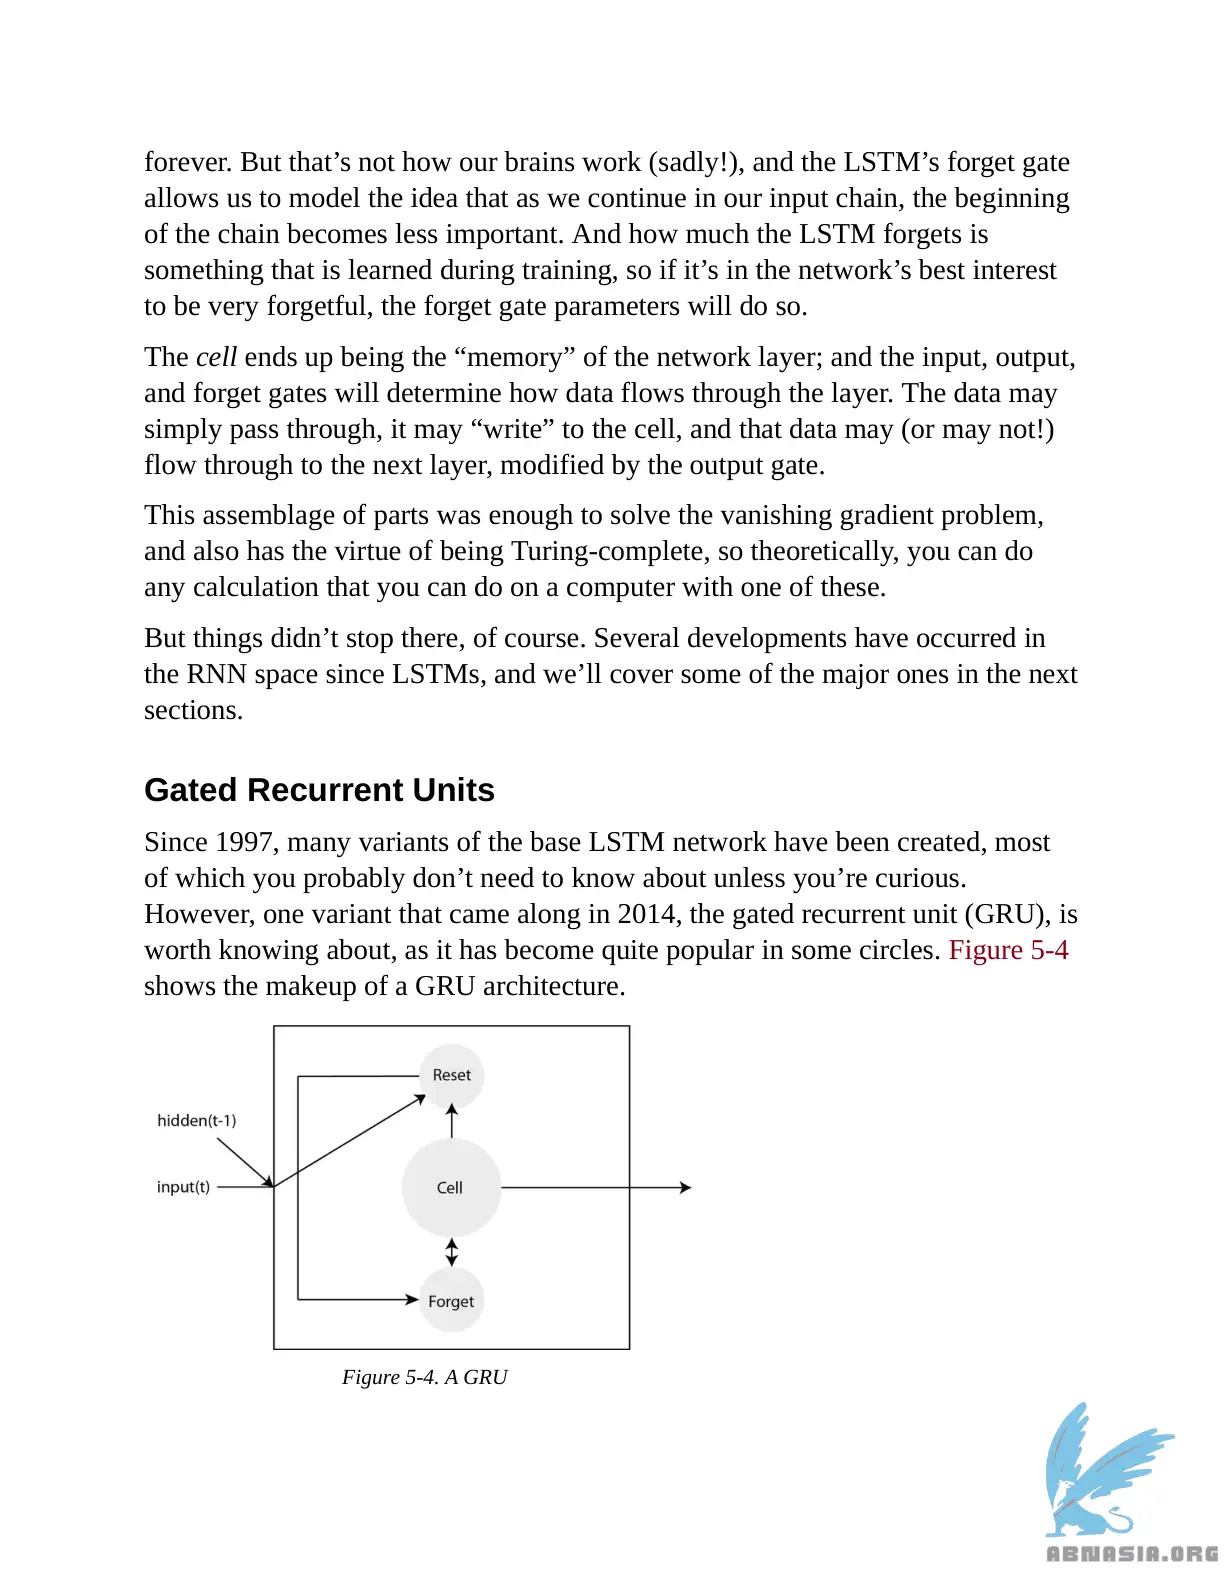 forever. But that’s not how our brains work (sadly!), and the LSTM’s forget gate
allows us to model the idea that as we continue in our input chain, the beginning
of the chain becomes less important. And how much the LSTM forgets is
something that is learned during training, so if it’s in the network’s best interest
to be very forgetful, the forget gate parameters will do so.
The cell ends up being the “memory” of the network layer; and the input, output,
and forget gates will determine how data flows through the layer. The data may
simply pass through, it may “write” to the cell, and that data may (or may not!)
flow through to the next layer, modified by the output gate.
This assemblage of parts was enough to solve the vanishing gradient problem,
and also has the virtue of being Turing-complete, so theoretically, you can do
any calculation that you can do on a computer with one of these.
But things didn’t stop there, of course. Several developments have occurred in
the RNN space since LSTMs, and we’ll cover some of the major ones in the next
sections.
Gated Recurrent Units
Since 1997, many variants of the base LSTM network have been created, most
of which you probably don’t need to know about unless you’re curious.
However, one variant that came along in 2014, the gated recurrent unit (GRU), is
worth knowing about, as it has become quite popular in some circles. Figure 5-4
shows the makeup of a GRU architecture.
Reset
hidden(t-1)
input(t)
Cell
Forget
Figure 5-4. A GRU
ABNASIA.ORG